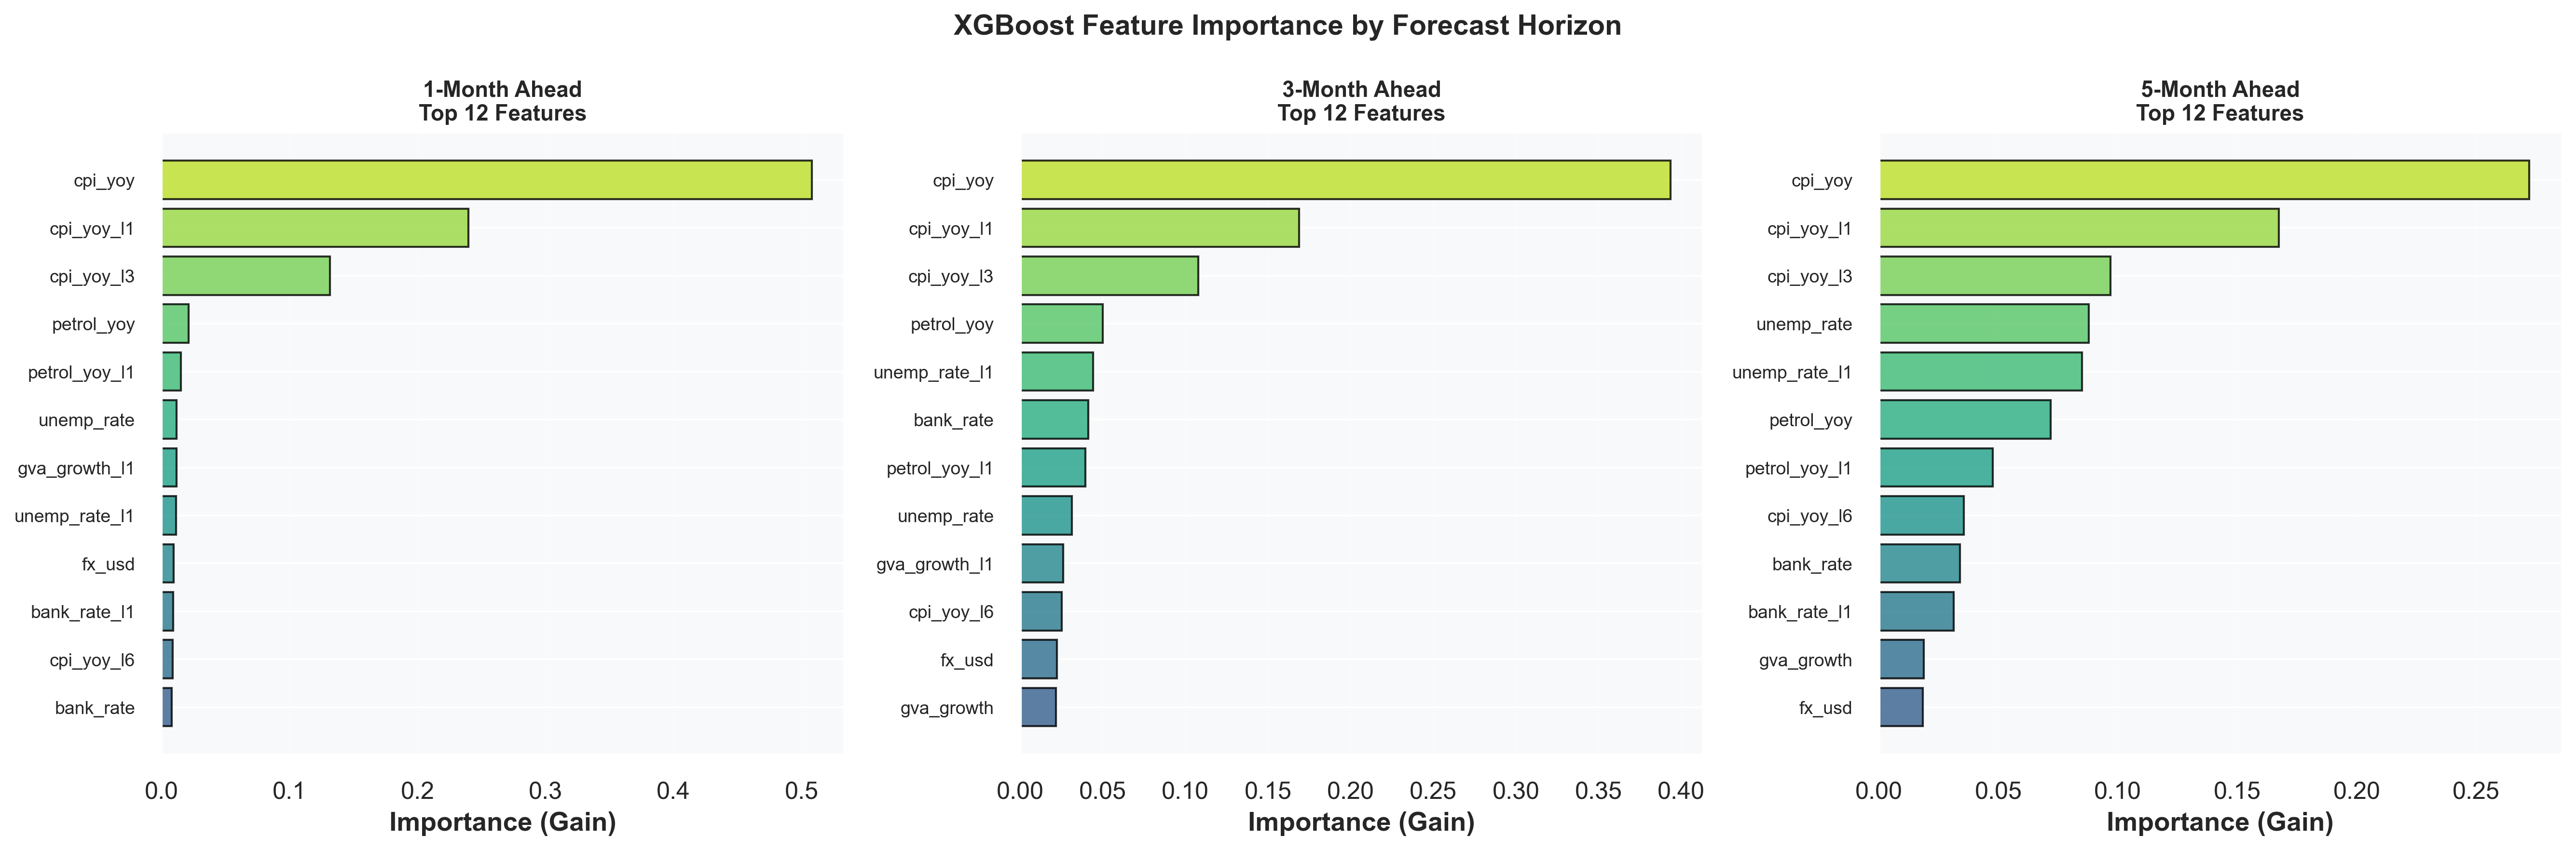 XGBoost Feature Importance by Forecast Horizon
1-Month Ahead
Top 12 Features
cpi_yoy
cpi_yoy_l1
cpi_yoy_l3
petrol_yoy
petrol_yoy_l1
unemp_rate
gva_growth_l1
unemp_rate_l1
fx_usd
bank_rate_l1
cpi_yoy_l6
bank_rate
0.0 0.1 0.2 0.3 0.4 0.5
Importance (Gain)
3-Month Ahead
Top 12 Features
cpi_yoy
cpi_yoy_l1
cpi_yoy_l3
petrol_yoy
unemp_rate_l1
bank_rate
petrol_yoy_l1
unemp_rate
gva_growth_l1
cpi_yoy_l6
fx_usd
gva_growth
0.00 0.05 0.10 0.15 0.20 0.25 0.30 0.35 0.40
Importance (Gain)
5-Month Ahead
Top 12 Features
cpi_yoy
cpi_yoy_l1
cpi_yoy_l3
unemp_rate
unemp_rate_l1
petrol_yoy
petrol_yoy_l1
cpi_yoy_l6
bank_rate
bank_rate_l1
gva_growth
fx_usd
0.00 0.05 0.10 0.15 0.20 0.25
Importance (Gain)